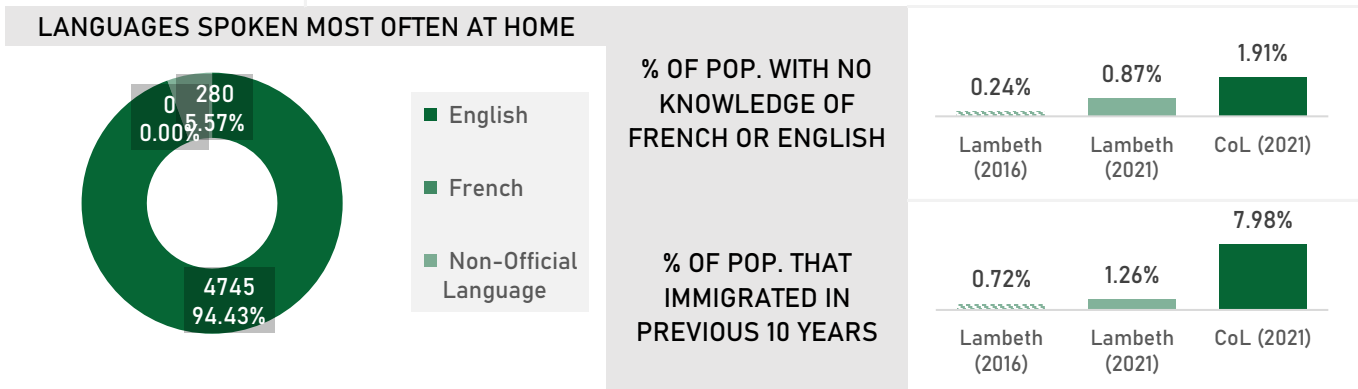 LANGUAGES SPOKEN MOST OFTEN AT HOME
0
0.00%
280
5.57%
4745
94.43%
English
French
Non-Official
Language
% OF POP. WITH NO
KNOWLEDGE OF
FRENCH OR ENGLISH
0.24%
0.87%
1.91%
Lambeth
(2016)
Lambeth
(2021)
CoL (2021)
% OF POP. THAT
IMMIGRATED IN
PREVIOUS 10 YEARS
0.72%
1.26%
7.98%
Lambeth
(2016)
Lambeth
(2021)
CoL (2021)